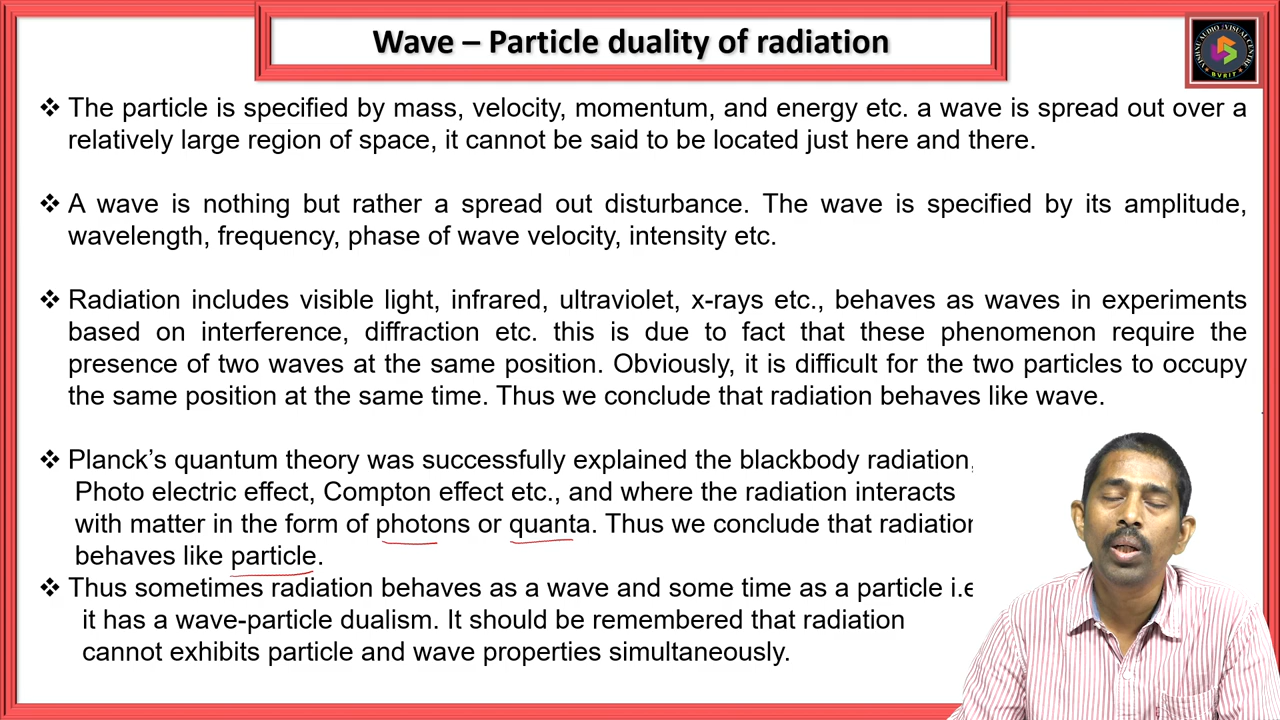 Wave – Particle duality of radiation
VISHNU AUDIO VISUAL CENTRE
BVRIT
❖ The particle is specified by mass, velocity, momentum, and energy etc. a wave is spread out over a
relatively large region of space, it cannot be said to be located just here and there.
❖ A wave is nothing but rather a spread out disturbance. The wave is specified by its amplitude,
wavelength, frequency, phase of wave velocity, intensity etc.
❖ Radiation includes visible light, infrared, ultraviolet, x-rays etc., behaves as waves in experiments
based on interference, diffraction etc. this is due to fact that these phenomenon require the
presence of two waves at the same position. Obviously, it is difficult for the two particles to occupy
the same position at the same time. Thus we conclude that radiation behaves like wave.
❖ Planck's quantum theory was successfully explained the blackbody radiation,
Photo electric effect, Compton effect etc., and where the radiation interacts
with matter in the form of photons or quanta. Thus we conclude that radiation
behaves like particle.
❖ Thus sometimes radiation behaves as a wave and some time as a particle i.e
it has a wave-particle dualism. It should be remembered that radiation
cannot exhibits particle and wave properties simultaneously.